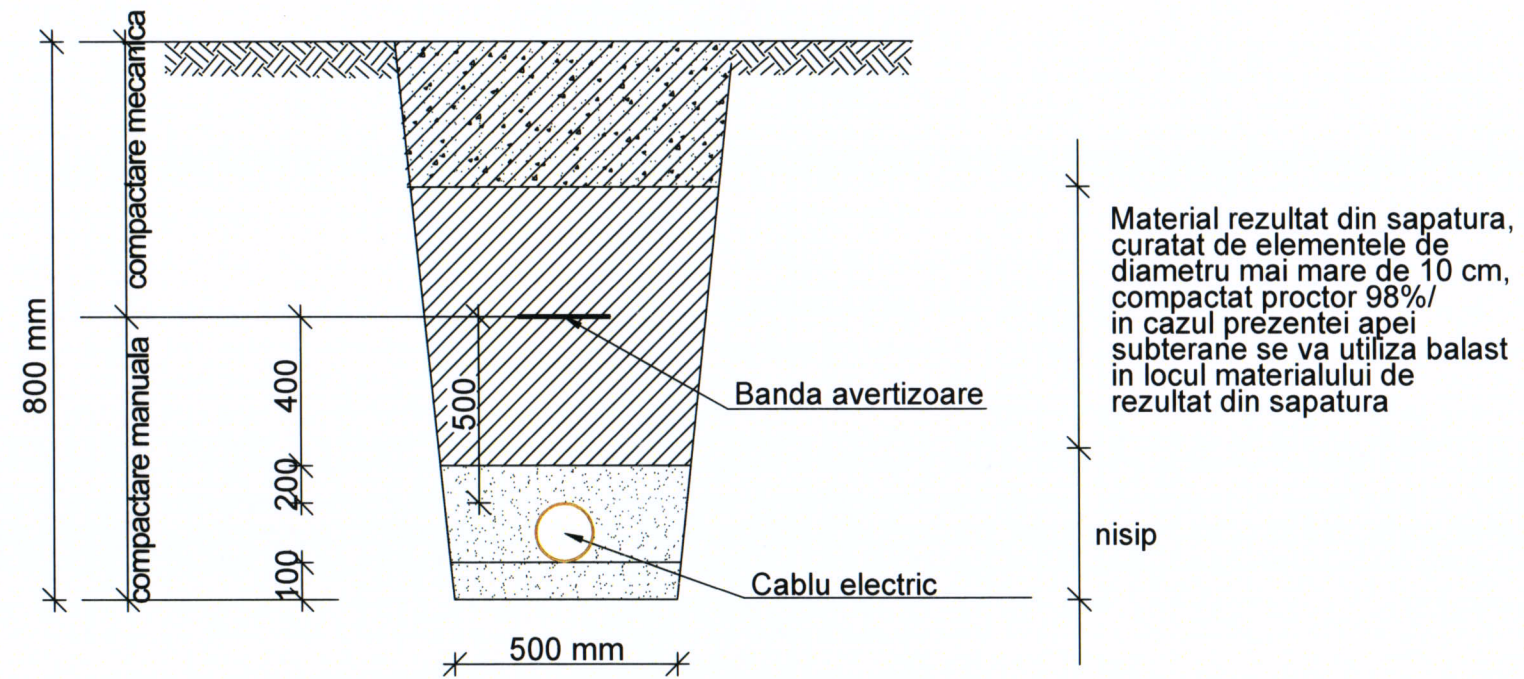 compactare mecanica
800 mm
compactare manuala
400
200
100
500
Banda avertizoare
Cablu electric
500 mm
Material rezultat din sapatura,
curatat de elementele de
diametru mai mare de 10 cm,
compactat proctor 98%/
in cazul prezentei apei
subterane se va utiliza balast
in locul materialului de
rezultat din sapatura
nisip